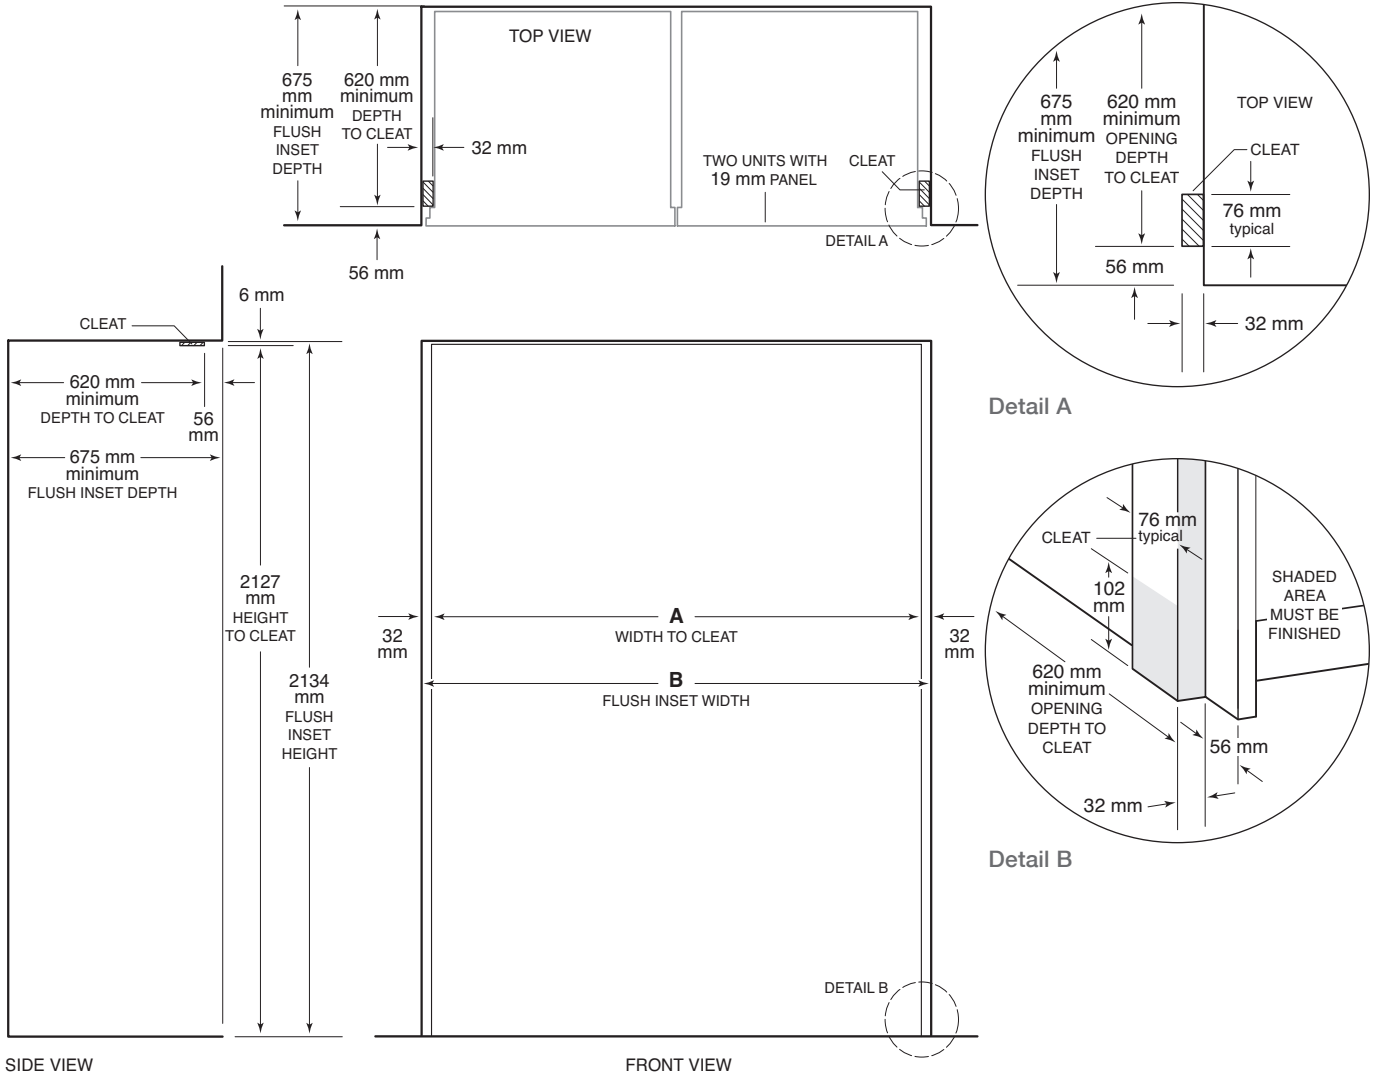 TOP VIEW
675
mm
minimum
FLUSH
INSET
DEPTH
620 mm
minimum
DEPTH
TO CLEAT
32 mm
TWO UNITS WITH
19 mm PANEL
CLEAT
DETAIL A
56 mm
675
mm
minimum
FLUSH
INSET
DEPTH
620 mm
minimum
OPENING
DEPTH
TO CLEAT
TOP VIEW
CLEAT
76 mm
typical
56 mm
32 mm
Detail A
6 mm
CLEAT
620 mm
minimum
DEPTH TO CLEAT
56
mm
675 mm
minimum
FLUSH INSET DEPTH
2127
mm
HEIGHT
TO CLEAT
2134
mm
FLUSH
INSET
HEIGHT
SIDE VIEW
32
mm
A
WIDTH TO CLEAT
32
mm
B
FLUSH INSET WIDTH
DETAIL B
FRONT VIEW
76 mm
typical
CLEAT
102
mm
SHADED
AREA
MUST BE
FINISHED
620 mm
minimum
OPENING
DEPTH TO
CLEAT
56 mm
32 mm
Detail B